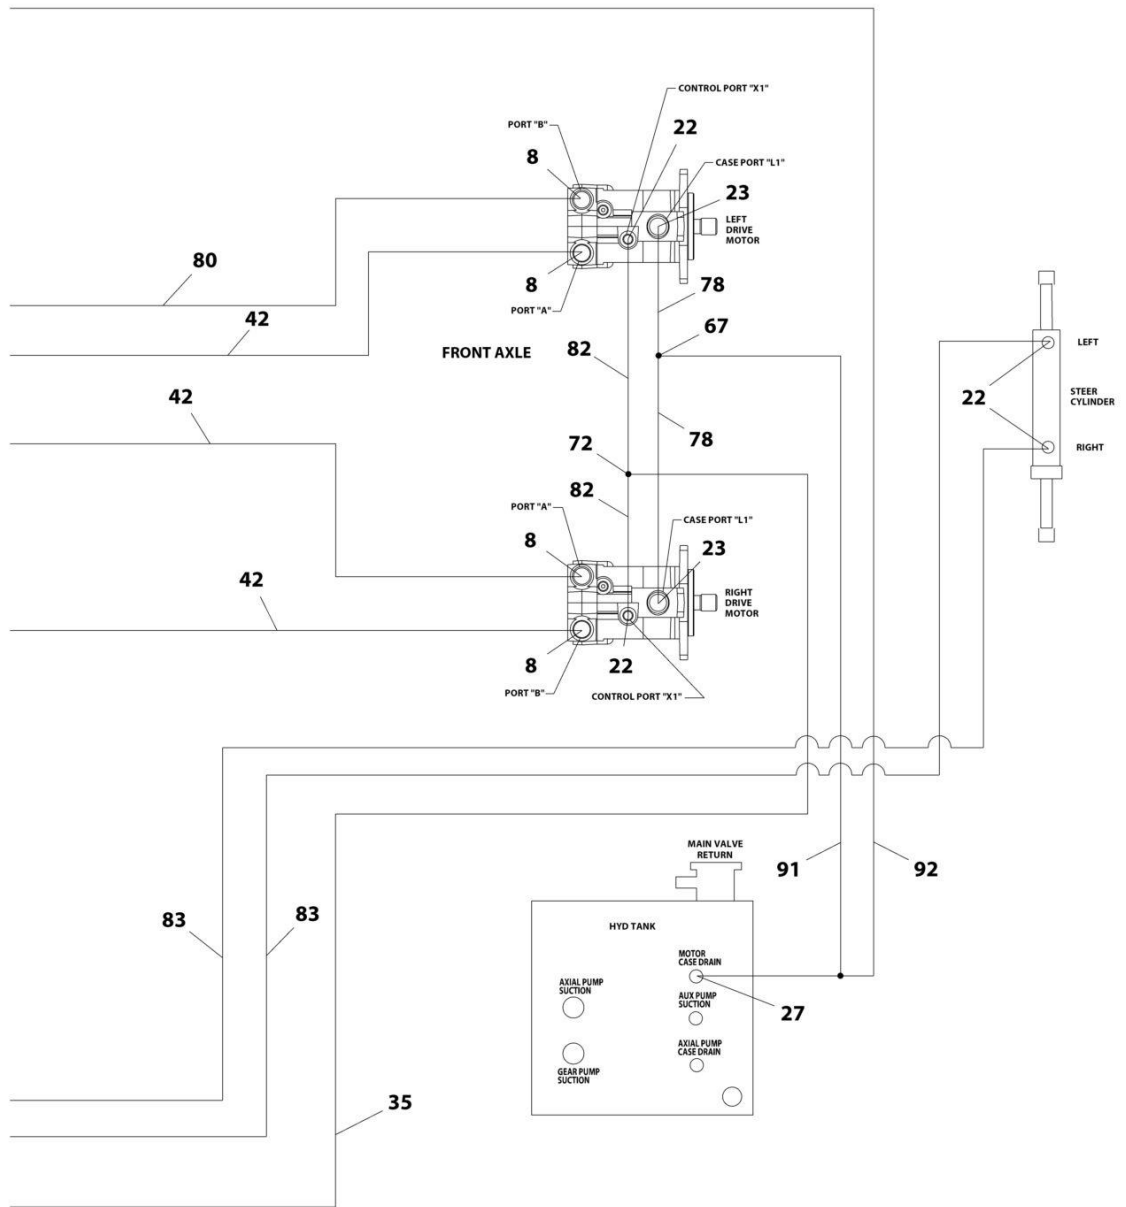 CONTROL PORT "X1"
PORT "B"
22
8
CASE PORT "L1"
23
LEFT
DRIVE
MOTOR
80
8
PORT "A"
78
42
67
FRONT AXLE
82
LEFT
42
22
STEER
CYLINDER
78
72
RIGHT
82
PORT "A"
CASE PORT "L1"
8
23
42
RIGHT
DRIVE
MOTOR
8
22
PORT "B"
CONTROL PORT "X1"
MAIN VALVE
RETURN
91
92
83
83
HYD TANK
MOTOR
CASE DRAIN
AXIAL PUMP
SUCTION
AUX PUMP
SUCTION
27
AXIAL PUMP
CASE DRAIN
GEAR PUMP
SUCTION
35